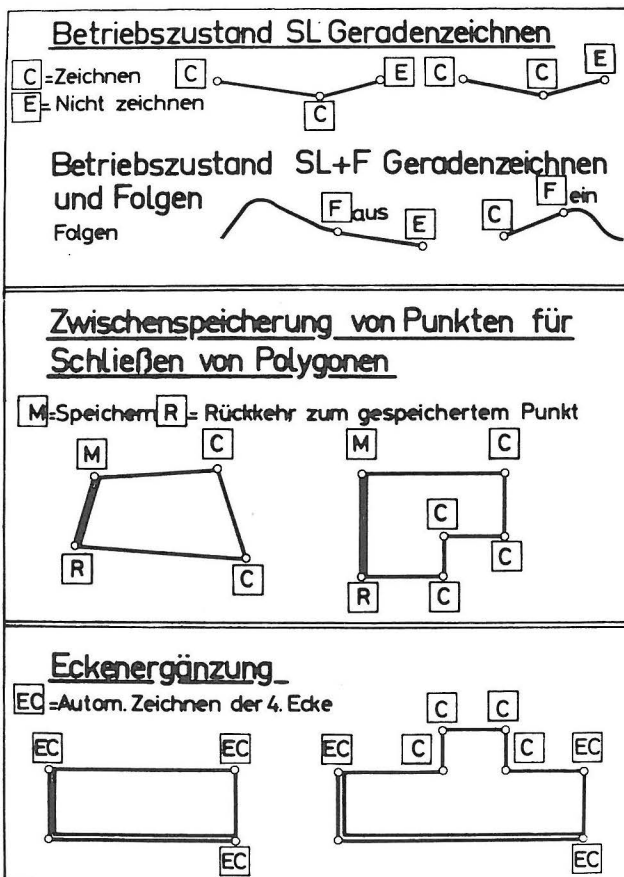 Betriebszustand SL Geradenzeichnen
C =Zeichnen
E = Nicht zeichnen
C E C C E
C
Betriebszustand SL+F Geradenzeichnen
und Folgen
Folgen
F aus E C F ein
Zwischenspeicherung von Punkten für
Schließen von Polygonen
M =Speichern R = Rückkehr zum gespeichertem Punkt
M C M C
C C
R C R C
Eckenergänzung
EC =Autom. Zeichnen der 4. Ecke
C C
EC EC EC C C EC
EC EC